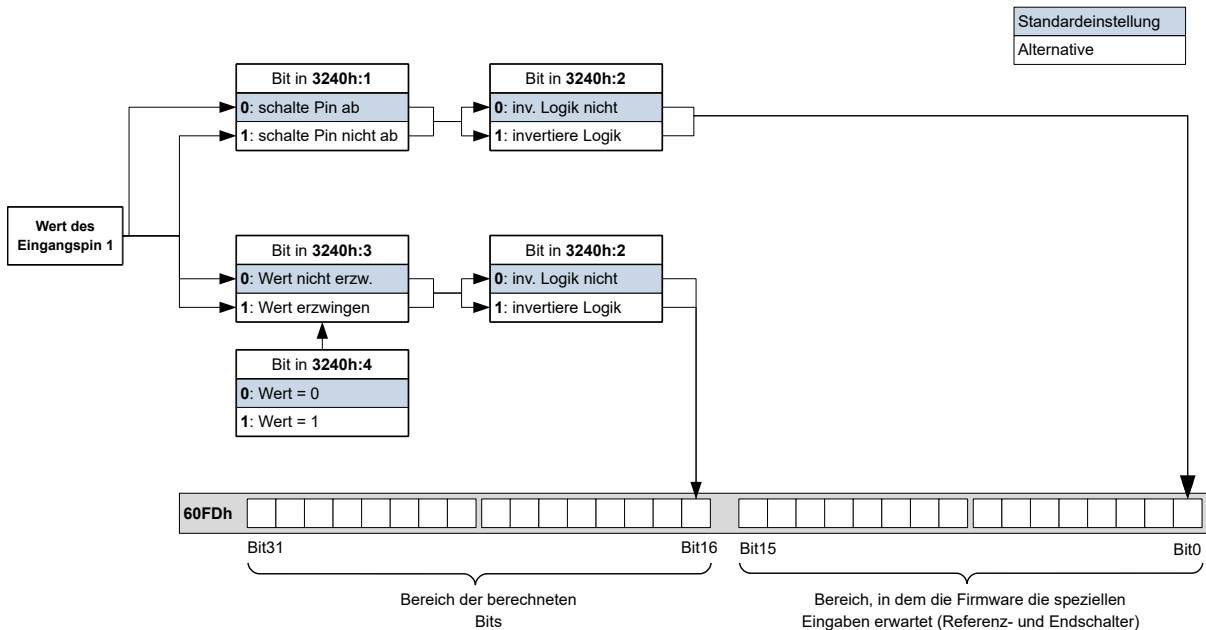 Standardeinstellung
Alternative
Bit in 3240h:1
0: schalte Pin ab
1: schalte Pin nicht ab
Bit in 3240h:2
0: inv. Logik nicht
1: invertiere Logik
Wert des
Eingangspin 1
Bit in 3240h:3
0: Wert nicht erzw.
1: Wert erzwingen
Bit in 3240h:2
0: inv. Logik nicht
1: invertiere Logik
Bit in 3240h:4
0: Wert = 0
1: Wert = 1
60FDh
Bit31
Bit16
Bit15
Bit0
Bereich der berechneten
Bits
Bereich, in dem die Firmware die speziellen
Eingaben erwartet (Referenz- und Endschalter)